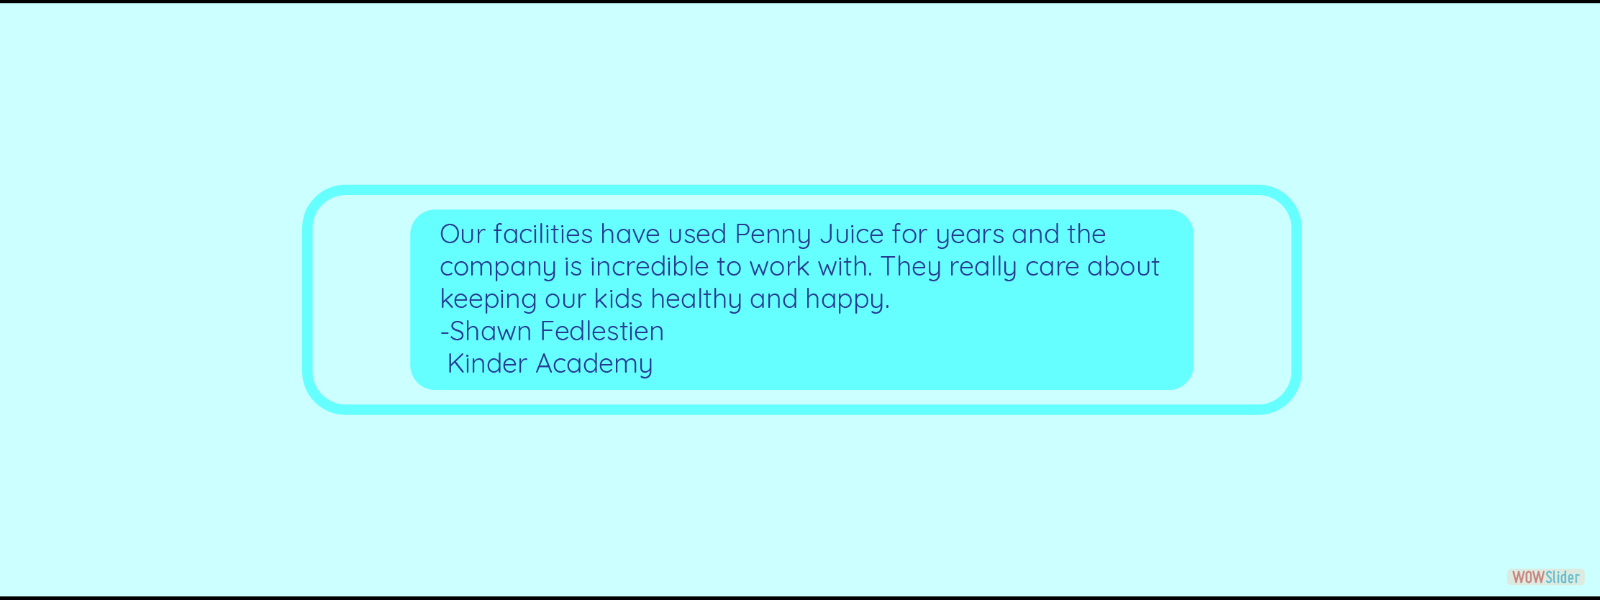 Our facilities have used Penny Juice for years and the
company is incredible to work with. They really care about
keeping our kids healthy and happy.
-Shawn Fedlestien
Kinder Academy
WOWSlider